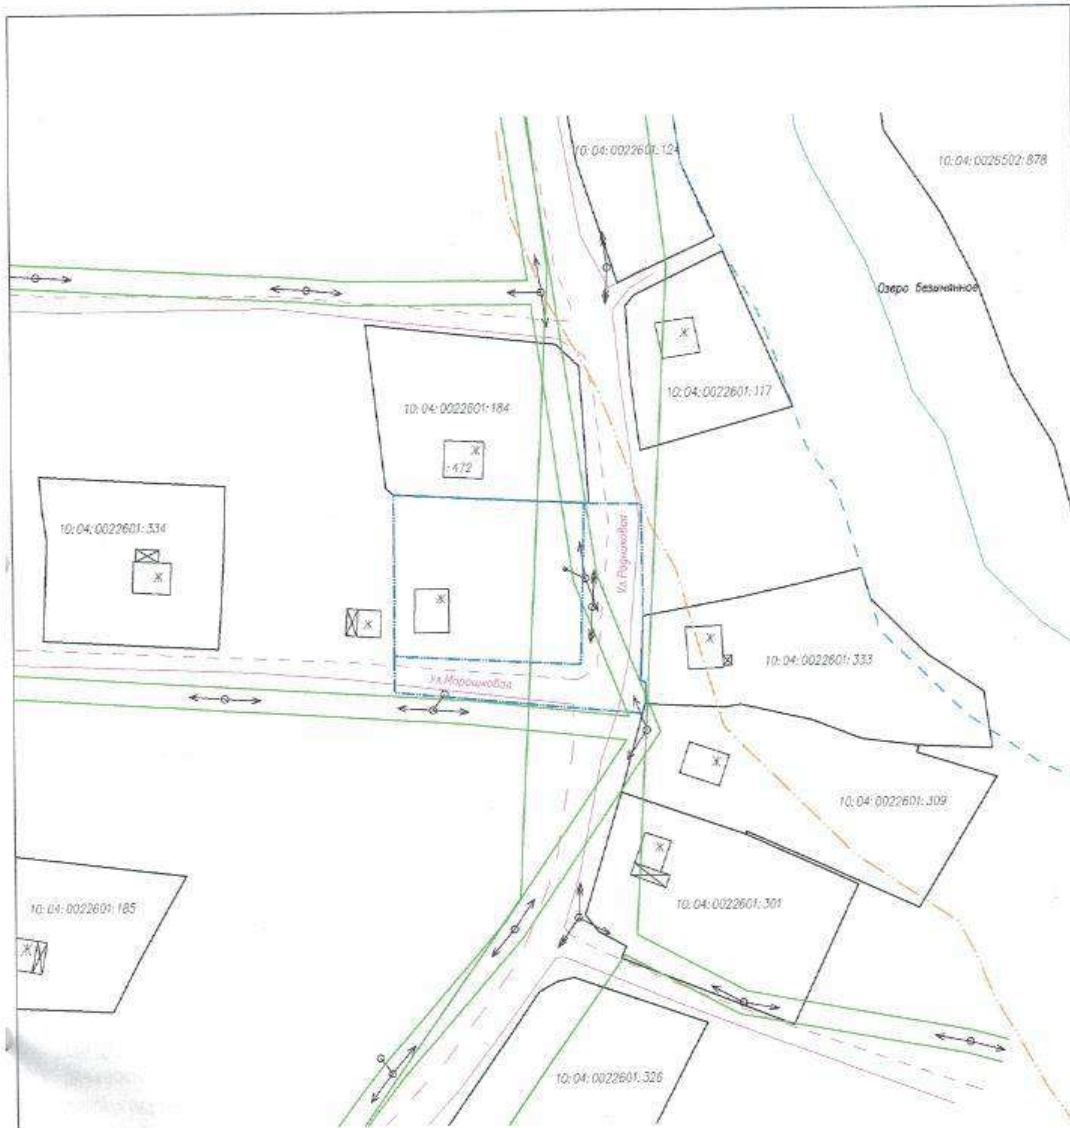 10:04:0022601:124
10:04:0026502:878
Озеро безымянное
Ж
10:04:0022601:117
10:04:0022601:184
Ж
:472
10:04:0022601:334
Ж
Ул.Родниковая
Ж
Ж
Ж
10:04:0022601:333
Ул.Морошковая
Ж
10:04:0022601:309
Ж
10:04:0022601:301
10:04:0022601:185
Ж
10:04:0022601:326